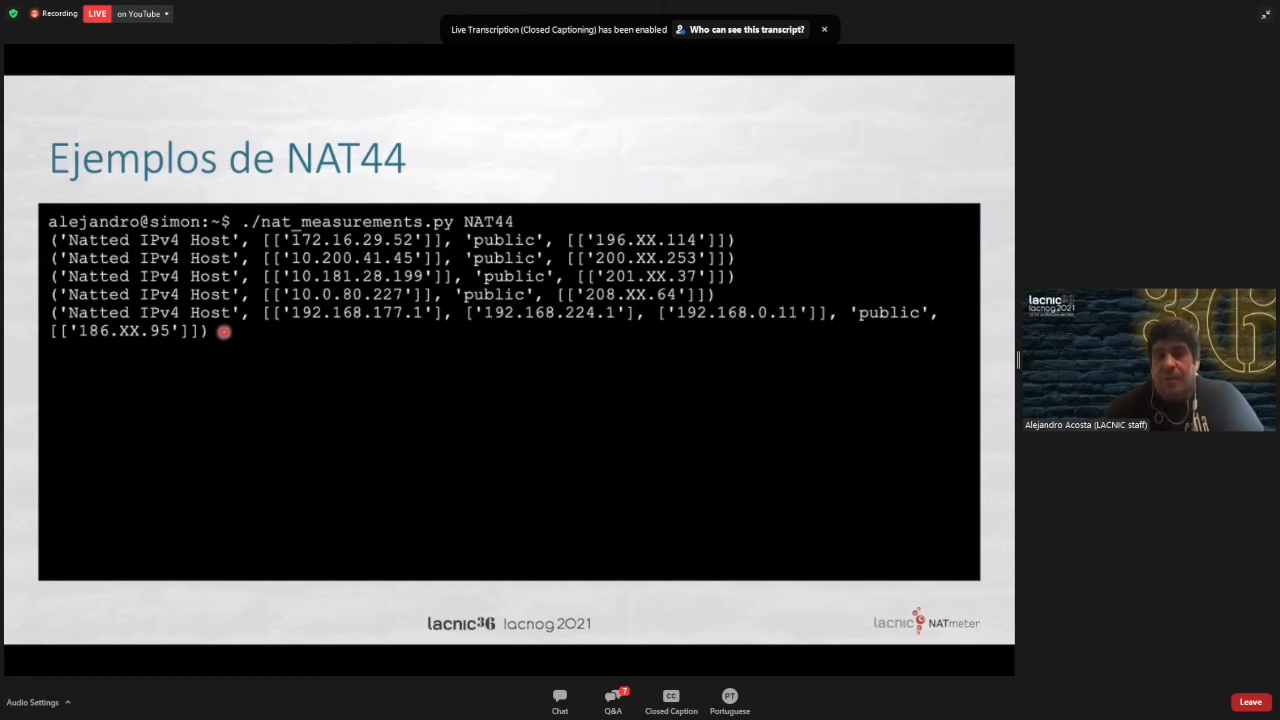 Recording LIVE on YouTube
Live Transcription (Closed Captioning) has been enabled Who can see this transcript?
Ejemplos de NAT44
alejandro@simon:~$ ./nat_measurements.py NAT44
('Natted IPv4 Host', [['172.16.29.52']], 'public', [['196.XX.114']])
('Natted IPv4 Host', [['10.200.41.45']], 'public', [['200.XX.253']])
('Natted IPv4 Host', [['10.181.28.199']], 'public', [['201.XX.37']])
('Natted IPv4 Host', [['10.0.80.227']], 'public', [['208.XX.64']])
('Natted IPv4 Host', [['192.168.177.1'], ['192.168.224.1'], ['192.168.0.11']], 'public',
[['186.XX.95']])
lacnic36 lacnog 2021
lacnic NATmeter
lacnic36
lacnog2021
36
Alejandro Acosta (LACNIC staff)
Audio Settings
Chat
7
Q&A
CC
Closed Caption
PT
Portuguese
Leave